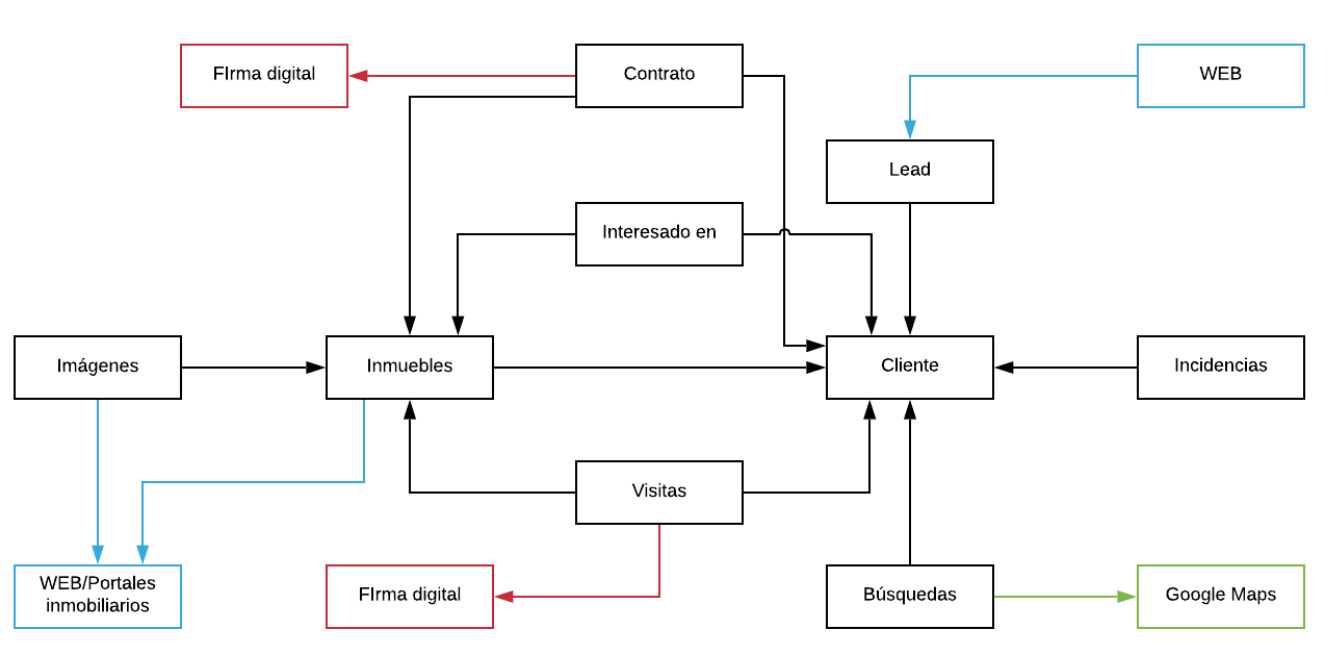 FIrma digital
Contrato
WEB
Lead
Interesado en
Imágenes
Inmuebles
Cliente
Incidencias
Visitas
WEB/Portales
inmobiliarios
FIrma digital
Búsquedas
Google Maps